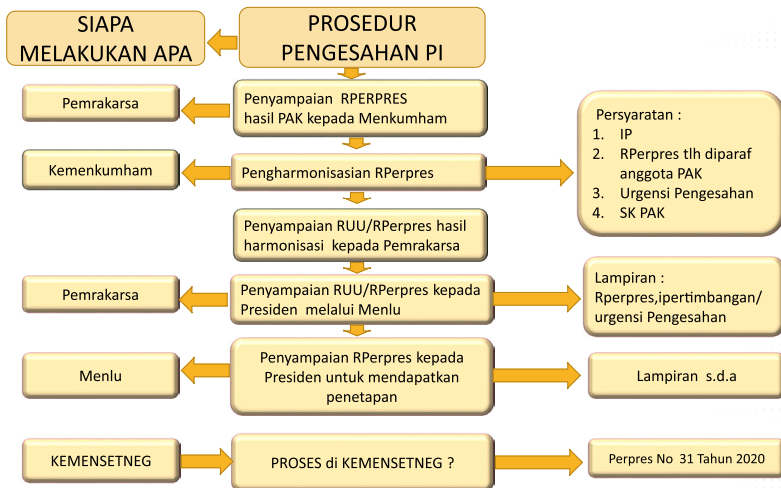 SIAPA
MELAKUKAN APA
PROSEDUR
PENGESAHAN PI
Pemrakarsa
Penyampaian RPERPRES
hasil PAK kepada Menkumham
Kemenkumham
Pengharmonisasian RPerpres
Persyaratan :
1. IP
2. RPerpres tlh diparaf
anggota PAK
3. Urgensi Pengesahan
4. SK PAK
Penyampaian RUU/RPerpres hasil
harmonisasi kepada Pemrakarsa
Pemrakarsa
Penyampaian RUU/RPerpres kepada
Presiden melalui Menlu
Lampiran :
Rperpres,ipertimbangan/
urgensi Pengesahan
Menlu
Penyampaian RPerpres kepada
Presiden untuk mendapatkan
penetapan
Lampiran s.d.a
KEMENSETNEG
PROSES di KEMENSETNEG ?
Perpres No 31 Tahun 2020